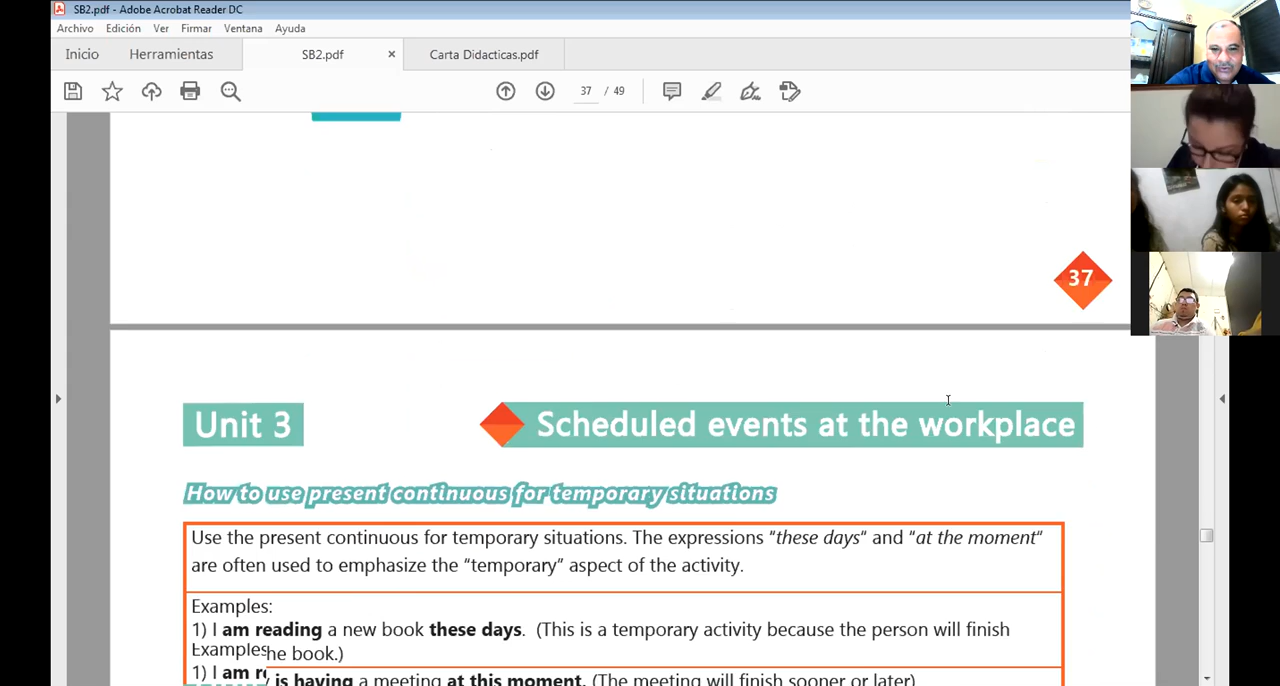 SB2.pdf - Adobe Acrobat Reader DC
Archivo Edición Ver Firmar Ventana Ayuda
Inicio Herramientas SB2.pdf × Carta Didacticas.pdf
37 / 49
37
Unit 3 Scheduled events at the workplace
How to use present continuous for temporary situations
Use the present continuous for temporary situations. The expressions "these days" and "at the moment"
are often used to emphasize the "temporary" aspect of the activity.
Examples:
1) I am reading a new book these days. (This is a temporary activity because the person will finish
Examples
he book.)
1) I am re
is having a meeting at this moment. (The meeting will finish sooner or later)